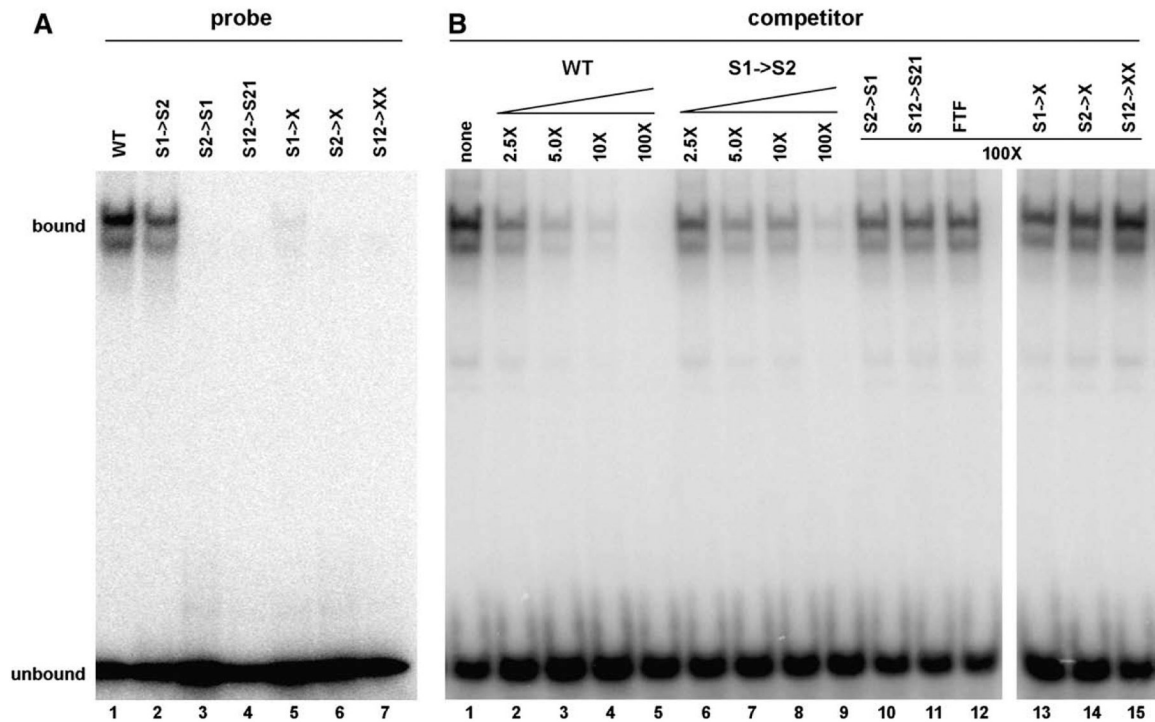 A
probe
WT
S1->S2
S2->S1
S12->S21
S1->X
S2->X
S12->XX
bound
unbound
1 2 3 4 5 6 7
B
competitor
WT S1->S2
none 2.5X 5.0X 10X 100X 2.5X 5.0X 10X 100X
S2->S1 S12->S21 FTF S1->X S2->X S12->XX
100X
1 2 3 4 5 6 7 8 9 10 11 12 13 14 15